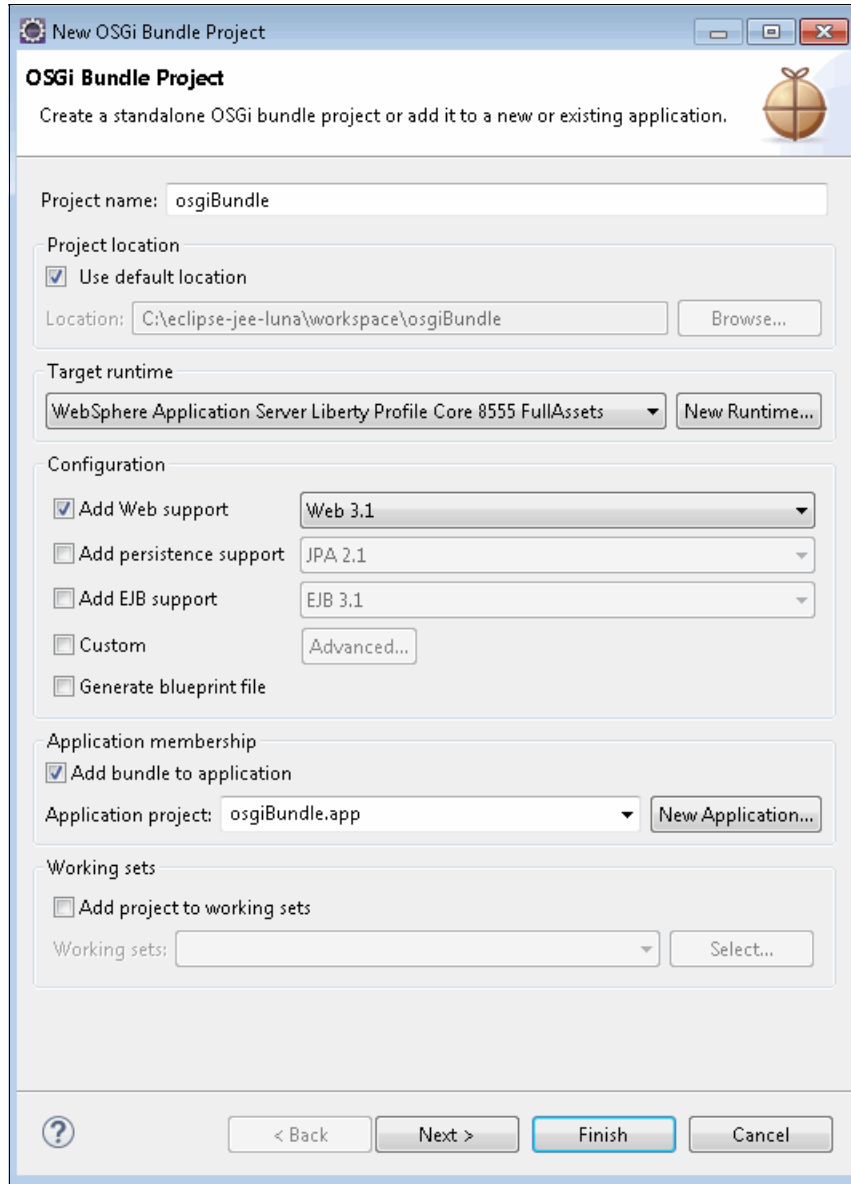 New OSGi Bundle Project
OSGi Bundle Project
Create a standalone OSGi bundle project or add it to a new or existing application.
Project name: osgiBundle
Project location
Use default location
Location: C:\eclipse-jee-luna\workspace\osgiBundle Browse...
Target runtime
WebSphere Application Server Liberty Profile Core 8555 FullAssets New Runtime...
Configuration
Add Web support Web 3.1
Add persistence support JPA 2.1
Add EJB support EJB 3.1
Custom Advanced...
Generate blueprint file
Application membership
Add bundle to application
Application project: osgiBundle.app New Application...
Working sets
Add project to working sets
Working sets: Select...
? < Back Next > Finish Cancel